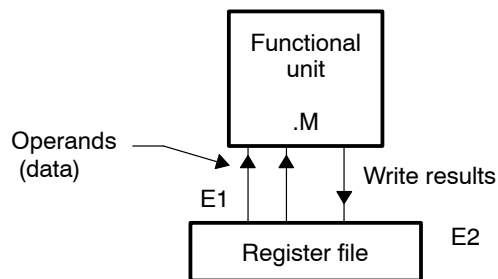 Functional
unit
.M
Operands
(data)
Write results
E1
E2
Register file